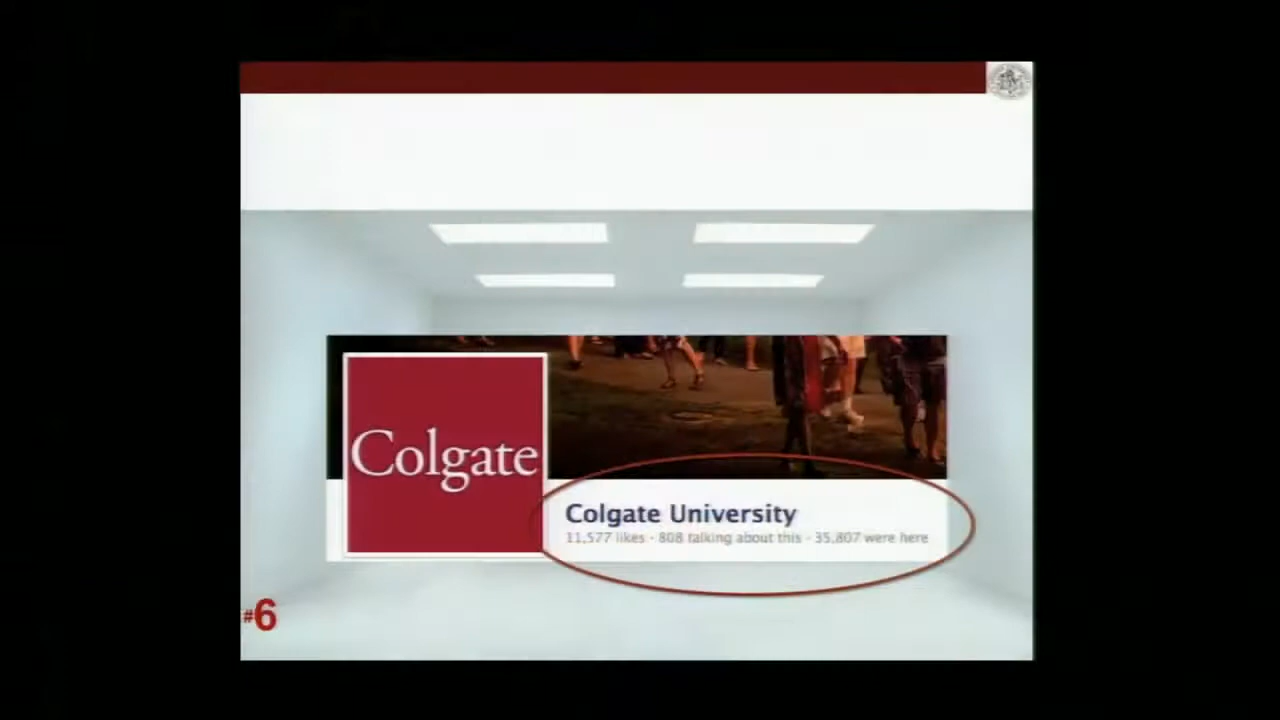 Colgate
Colgate University
11,577 likes · 808 talking about this · 35,807 were here
#6